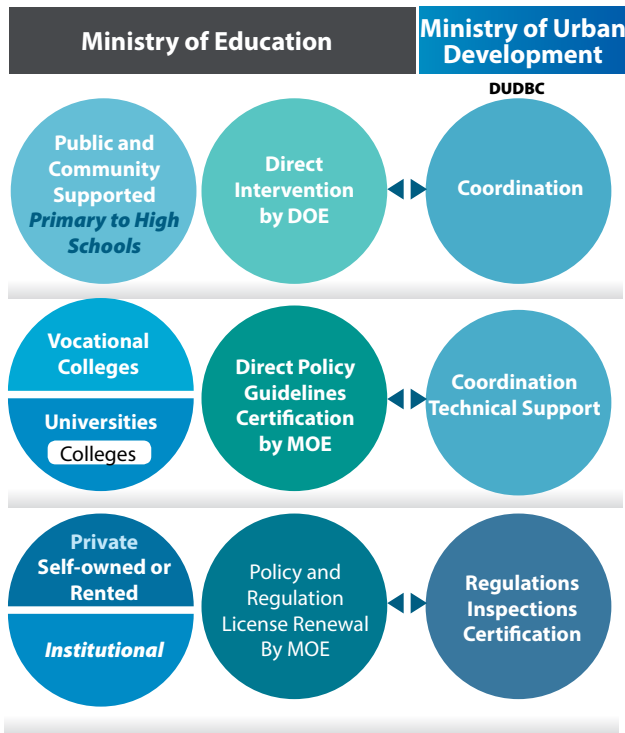 Ministry of Education
Ministry of Urban
Development
DUDBC
Public and
Community
Supported
Primary to High
Schools
Direct
Intervention
by DOE
Coordination
Vocational
Colleges
Universities
Colleges
Direct Policy
Guidelines
Certification
by MOE
Coordination
Technical Support
Private
Self-owned or
Rented
Institutional
Policy and
Regulation
License Renewal
By MOE
Regulations
Inspections
Certification